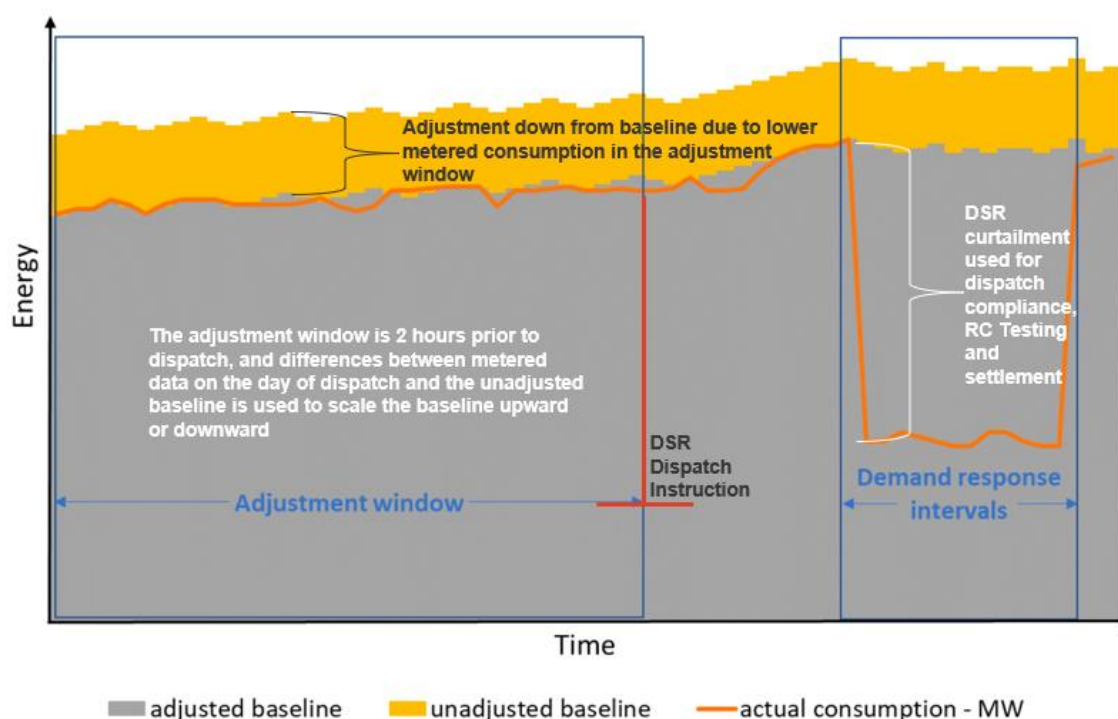 Energy
Adjustment down from baseline due to lower
metered consumption in the adjustment
window
DSR
curtailment
used for
dispatch
compliance,
RC Testing
and
settlement
The adjustment window is 2 hours prior to
dispatch, and differences between metered
data on the day of dispatch and the unadjusted
baseline is used to scale the baseline upward
or downward
DSR
Dispatch
Instruction
Adjustment window
Demand response
intervals
Time
adjusted baseline
unadjusted baseline
actual consumption - MW